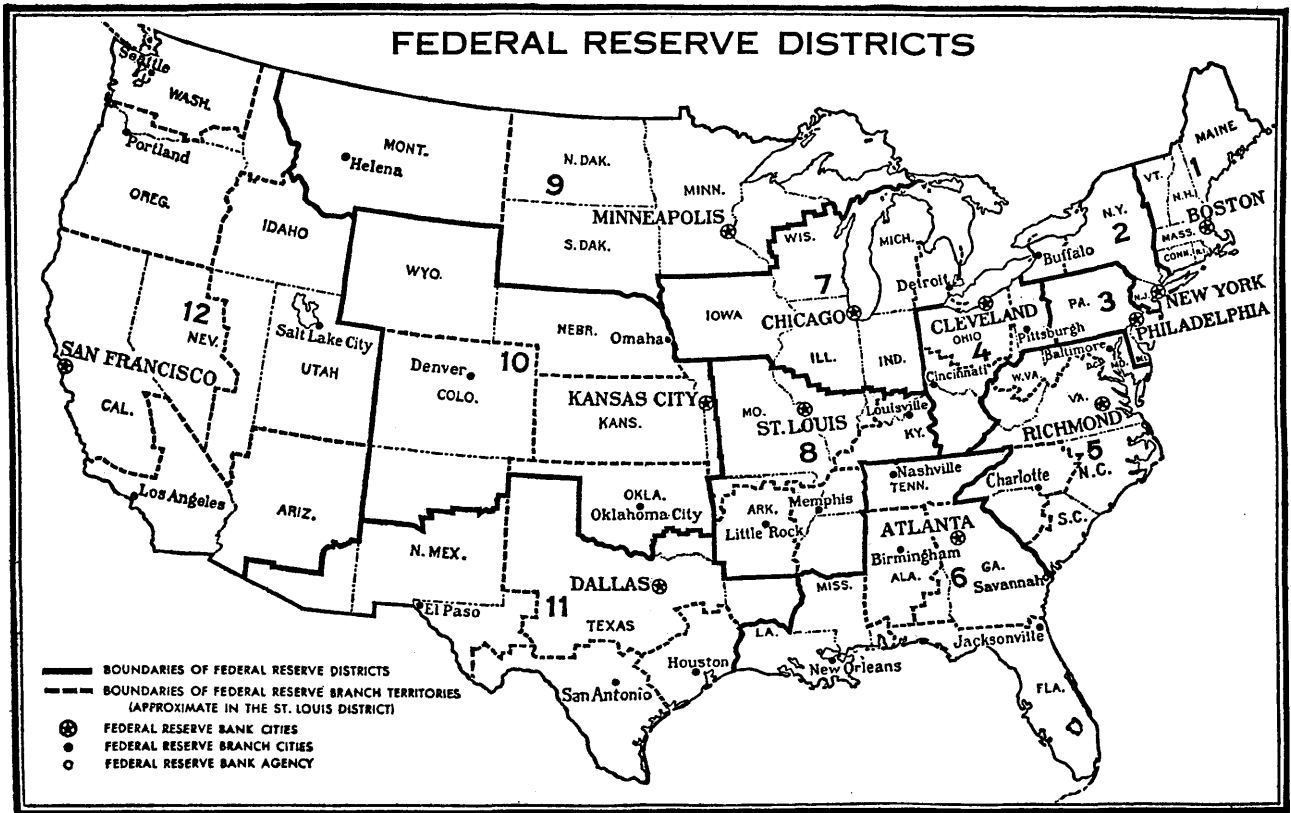 FEDERAL RESERVE DISTRICTS
Seattle
WASH.
Portland
OREG.
IDAHO
MONT.
Helena
N. DAK.
9
S. DAK.
MINN.
MINNEAPOLIS
WYO.
WIS.
MICH.
7
Detroit
CHICAGO
IOWA
ILL.
IND.
MAINE
VT.
1
N.H.
BOSTON
MASS.
CONN.
R.I.
N.Y.
2
Buffalo
N.J.
NEW YORK
PA.
3
PHILADELPHIA
CLEVELAND
OHIO
4
Pittsburgh
Cincinnati
Baltimore
D.C.
MD.
W.VA.
VA.
RICHMOND
5
N.C.
Charlotte
S.C.
12
NEV.
SAN FRANCISCO
CAL.
Los Angeles
Salt Lake City
UTAH
ARIZ.
NEBR.
Omaha
10
Denver
COLO.
KANSAS CITY
KANS.
MO.
ST. LOUIS
8
Louisville
KY.
Nashville
TENN.
Memphis
ARK.
Little Rock
OKLA.
Oklahoma City
N. MEX.
El Paso
DALLAS
11
TEXAS
Houston
San Antonio
LA.
New Orleans
MISS.
ATLANTA
Birmingham
ALA.
6
GA.
Savannah
Jacksonville
FLA.
BOUNDARIES OF FEDERAL RESERVE DISTRICTS
BOUNDARIES OF FEDERAL RESERVE BRANCH TERRITORIES
(APPROXIMATE IN THE ST. LOUIS DISTRICT)
FEDERAL RESERVE BANK CITIES
FEDERAL RESERVE BRANCH CITIES
FEDERAL RESERVE BANK AGENCY